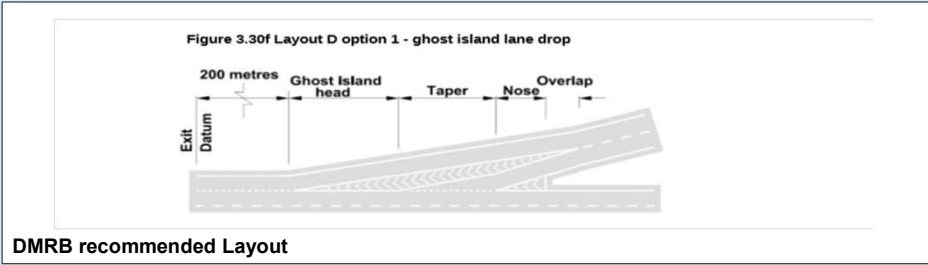 Figure 3.30f Layout D option 1 - ghost island lane drop
200 metres
Ghost Island
head
Taper
Nose
Overlap
Exit
Datum
DMRB recommended Layout